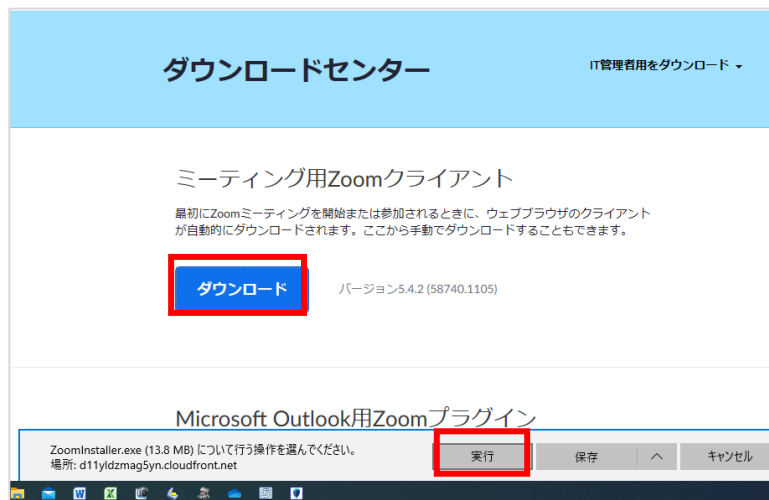 ダウンロードセンター
IT管理者用をダウンロード
ミーティング用Zoomクライアント
最初にZoomミーティングを開始または参加されるときに、ウェブブラウザのクライアント
が自動的にダウンロードされます。ここから手動でダウンロードすることもできます。
ダウンロード
バージョン5.4.2 (58740.1105)
Microsoft Outlook用Zoomプラグイン
ZoomInstaller.exe (13.8 MB) について行う操作を選んでください。
場所: d11yldzmag5yn.cloudfront.net
実行
保存
キャンセル